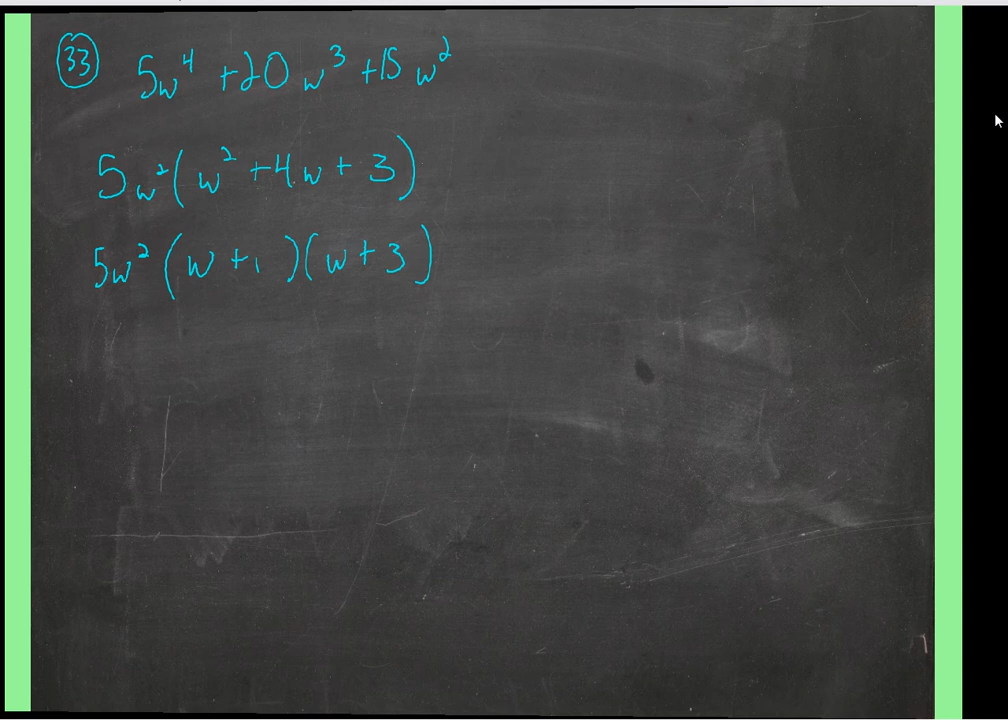 33 5w⁴ + 20w³ + 15w²
5w²(w² + 4w + 3)
5w²(w + 1)(w + 3)